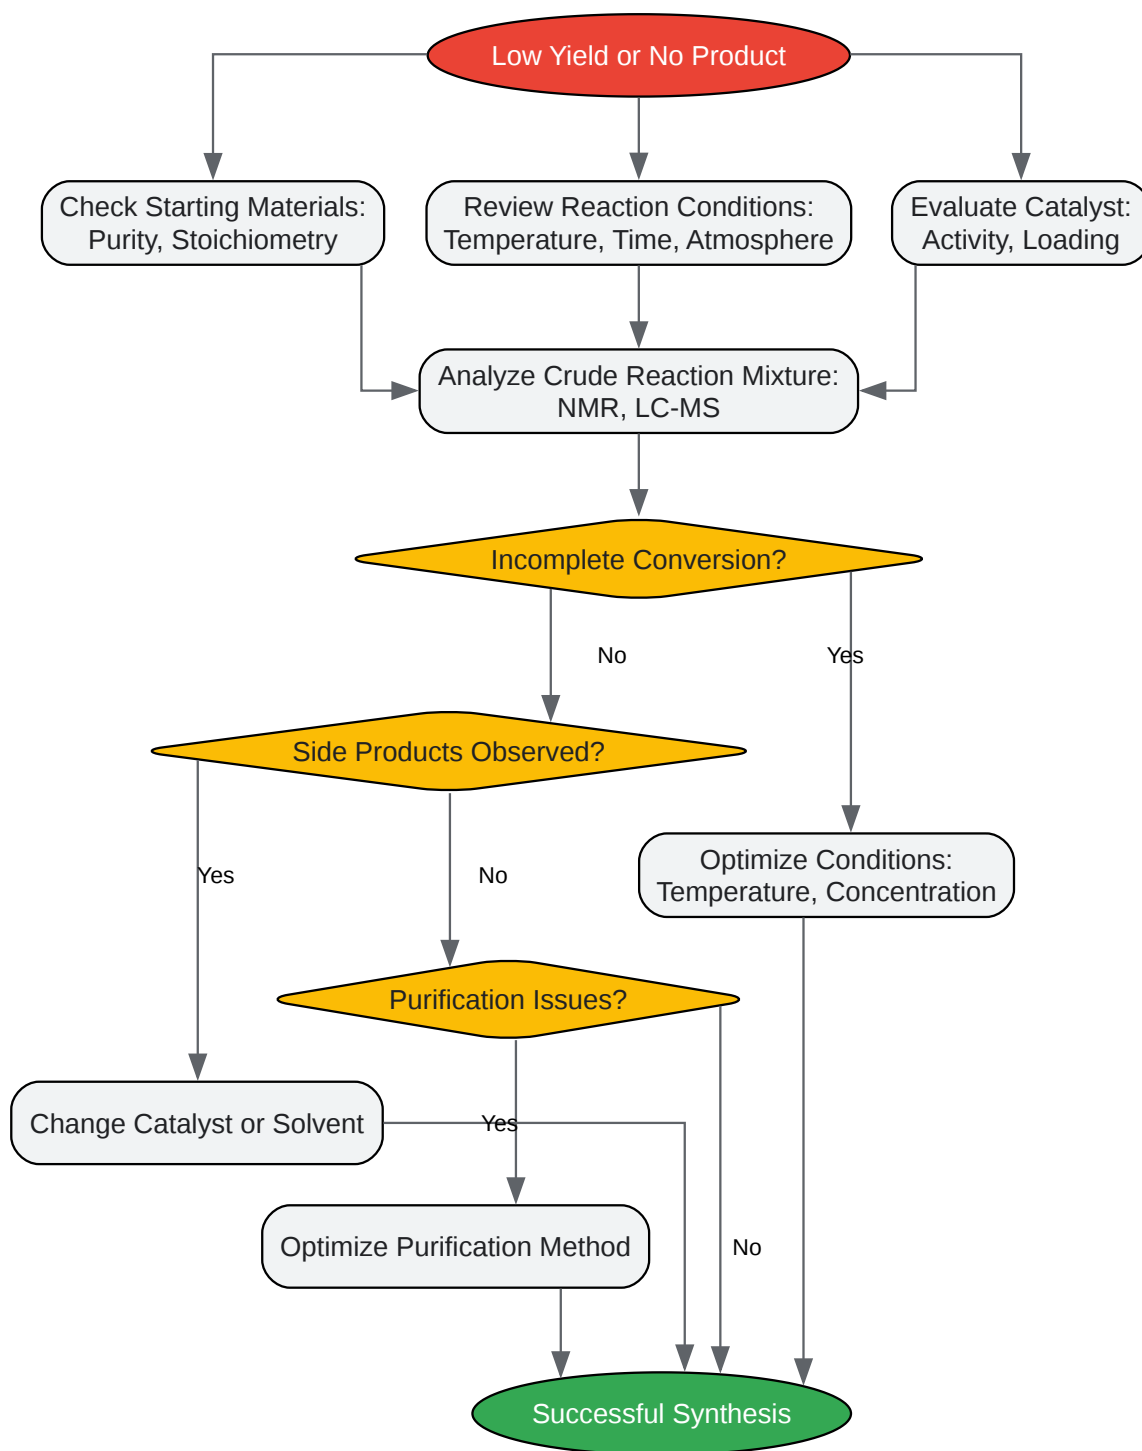 Low Yield or No Product
Check Starting Materials:
Purity, Stoichiometry
Review Reaction Conditions:
Temperature, Time, Atmosphere
Evaluate Catalyst:
Activity, Loading
Analyze Crude Reaction Mixture:
NMR, LC-MS
Incomplete Conversion?
No
Yes
Side Products Observed?
Optimize Conditions:
Temperature, Concentration
Yes
No
Purification Issues?
Change Catalyst or Solvent
Yes
Optimize Purification Method
No
Successful Synthesis